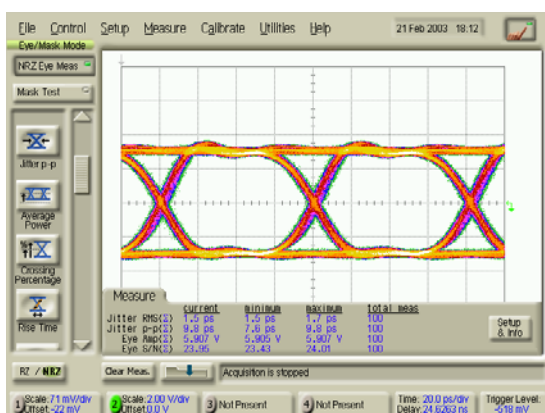 File Control Setup Measure Calibrate Utilities Help 21 Feb 2003 18:12
Eye/Mask Mode
NRZ Eye Meas
Mask Test
Jitter p-p
Average
Power
Crossing
Percentage
Rise Time
Measure
current minimum maximum total meas
Jitter RMS(Σ) 1.5 ps 1.5 ps 1.7 ps 100
Jitter p-p(Σ) 9.8 ps 7.6 ps 9.8 ps 100
Eye Amp(Σ) 5.907 V 5.905 V 5.907 V 100
Eye S/N(Σ) 23.95 23.43 24.01 100
Setup
& Info
RZ / NRZ
Clear Meas.
Acquisition is stopped
1 Scale:71 mV/div
Offset:-22 mV
2 Scale:2.00 V/div
Offset:0.0 V
3 Not Present
4 Not Present
Time: 20.0 ps/div
Delay:24.6263 ns
Trigger Level:
-518 mV